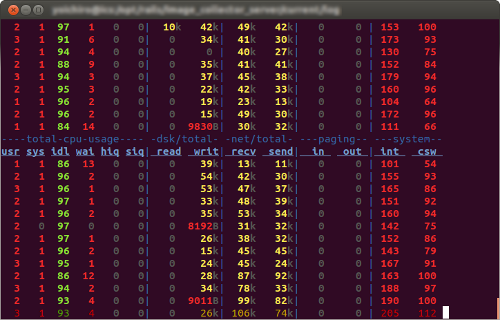 2 1 97 1 0 0| 10k 42k| 49k 42k| 0 0 | 153 100
3 1 91 6 0 0| 0 34k| 41k 30k| 0 0 | 173 93
2 1 94 4 0 0| 0 0 | 40k 27k| 0 0 | 130 75
2 1 88 9 0 0| 0 35k| 41k 41k| 0 0 | 152 84
2 1 94 3 0 0| 0 37k| 45k 38k| 0 0 | 179 94
2 1 95 3 0 0| 0 22k| 42k 33k| 0 0 | 160 96
1 1 96 2 0 0| 0 19k| 23k 13k| 0 0 | 104 64
2 1 96 2 0 0| 0 15k| 49k 30k| 0 0 | 172 96
1 1 84 14 0 0| 0 9830B| 30k 32k| 0 0 | 111 66
----total-cpu-usage---- -dsk/total- -net/total- ---paging-- ---system--
usr sys idl wai hiq siq| read writ| recv send| in out | int csw
1 1 86 13 0 0| 0 39k| 13k 11k| 0 0 | 101 54
2 1 96 2 0 0| 0 54k| 42k 30k| 0 0 | 155 93
3 1 96 1 0 0| 0 53k| 47k 37k| 0 0 | 165 86
2 1 97 1 0 0| 0 33k| 48k 39k| 0 0 | 151 92
2 1 96 2 0 0| 0 35k| 53k 34k| 0 0 | 160 94
2 0 97 0 0 0| 0 8192B| 31k 32k| 0 0 | 142 75
2 1 97 1 0 0| 0 26k| 38k 32k| 0 0 | 152 86
1 1 96 2 0 0| 0 15k| 45k 45k| 0 0 | 143 79
3 1 95 1 0 0| 0 24k| 45k 24k| 0 0 | 167 91
2 1 86 12 0 0| 0 28k| 87k 92k| 0 0 | 163 100
3 1 94 2 0 0| 0 34k| 78k 33k| 0 0 | 188 97
2 1 93 4 0 0| 0 9011B| 99k 82k| 0 0 | 190 100
3 1 93 4 0 0| 0 26k| 106k 74k| 0 0 | 205 112